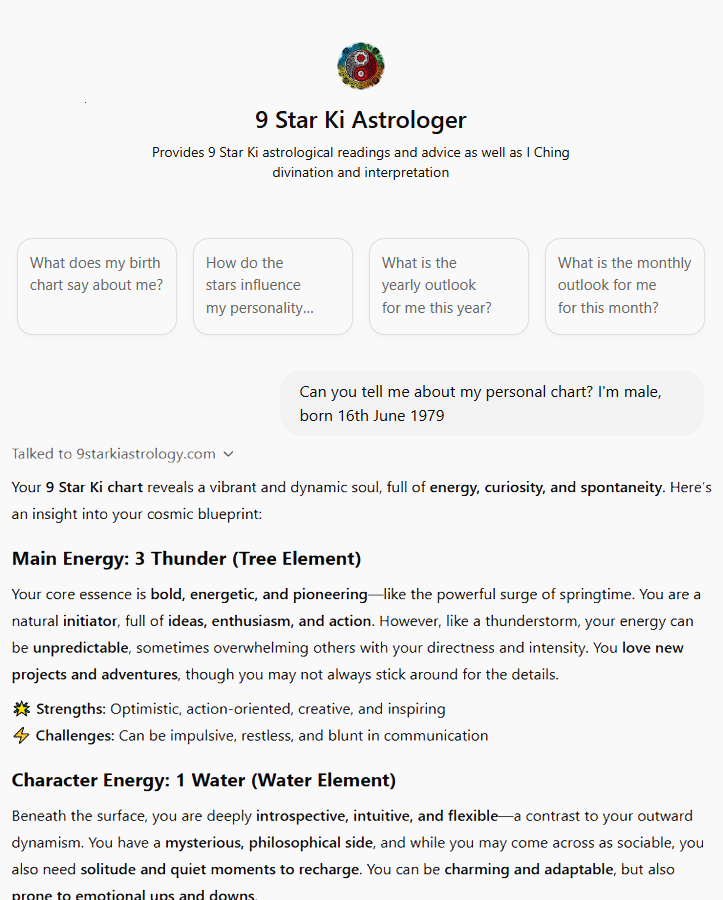 9 Star Ki Astrologer
Provides 9 Star Ki astrological readings and advice as well as I Ching
divination and interpretation
What does my birth
chart say about me?
How do the
stars influence
my personality...
What is the
yearly outlook
for me this year?
What is the monthly
outlook for me
for this month?
Can you tell me about my personal chart? I'm male,
born 16th June 1979
Talked to 9starkiastrology.com
Your 9 Star Ki chart reveals a vibrant and dynamic soul, full of energy, curiosity, and spontaneity. Here's
an insight into your cosmic blueprint:
Main Energy: 3 Thunder (Tree Element)
Your core essence is bold, energetic, and pioneering—like the powerful surge of springtime. You are a
natural initiator, full of ideas, enthusiasm, and action. However, like a thunderstorm, your energy can
be unpredictable, sometimes overwhelming others with your directness and intensity. You love new
projects and adventures, though you may not always stick around for the details.
🌟 Strengths: Optimistic, action-oriented, creative, and inspiring
⚡ Challenges: Can be impulsive, restless, and blunt in communication
Character Energy: 1 Water (Water Element)
Beneath the surface, you are deeply introspective, intuitive, and flexible—a contrast to your outward
dynamism. You have a mysterious, philosophical side, and while you may come across as sociable, you
also need solitude and quiet moments to recharge. You can be charming and adaptable, but also
prone to emotional ups and downs.